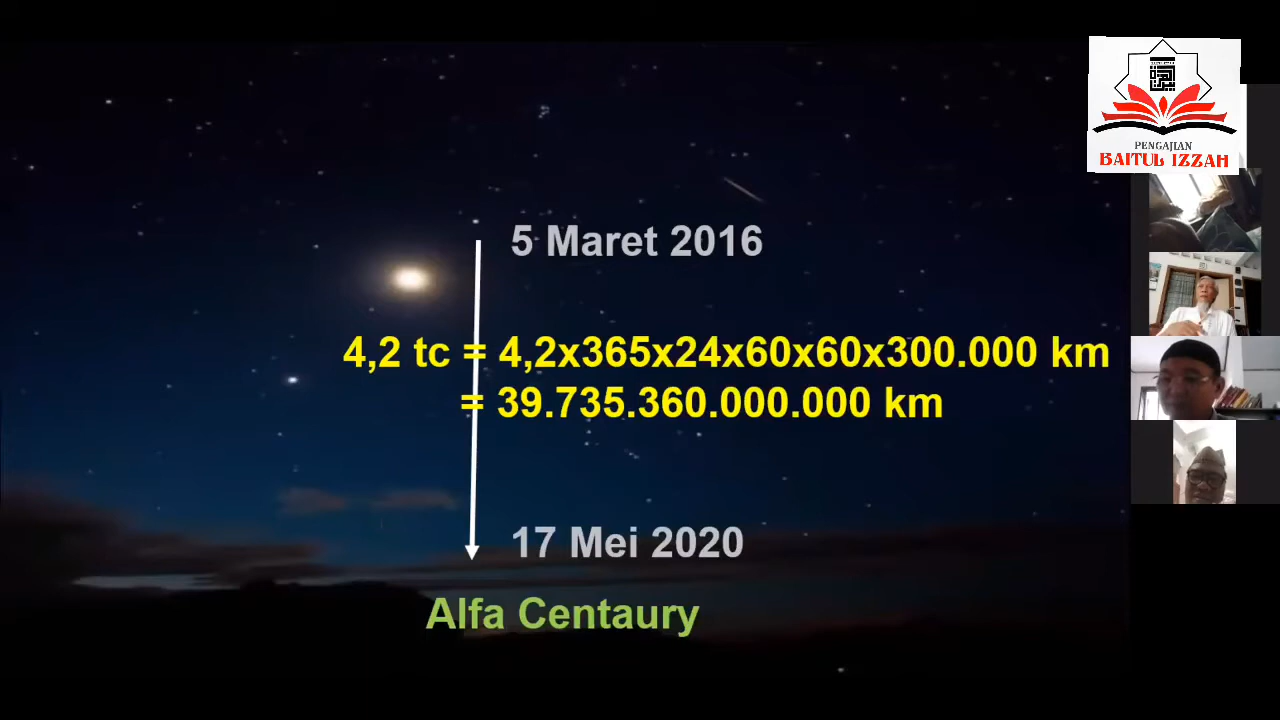 PENGAJIAN
BAITUL IZZAH
5 Maret 2016
4,2 tc = 4,2x365x24x60x60x300.000 km
= 39.735.360.000.000 km
17 Mei 2020
Alfa Centaury